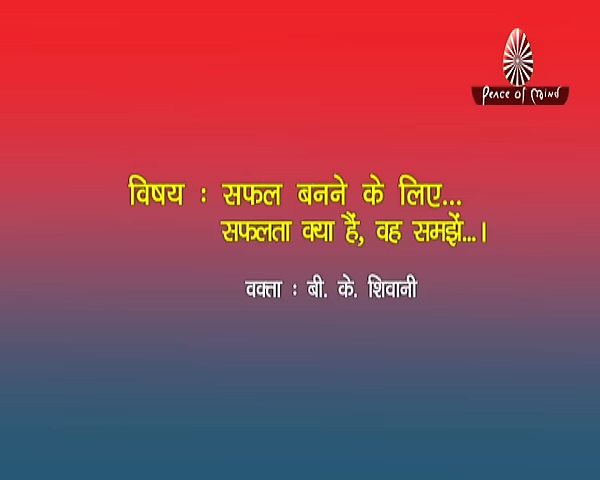 Peace of Mind
विषय : सफल बनने के लिए...
सफलता क्या हैं, वह समझें...।
वक्ता : बी. के. शिवानी